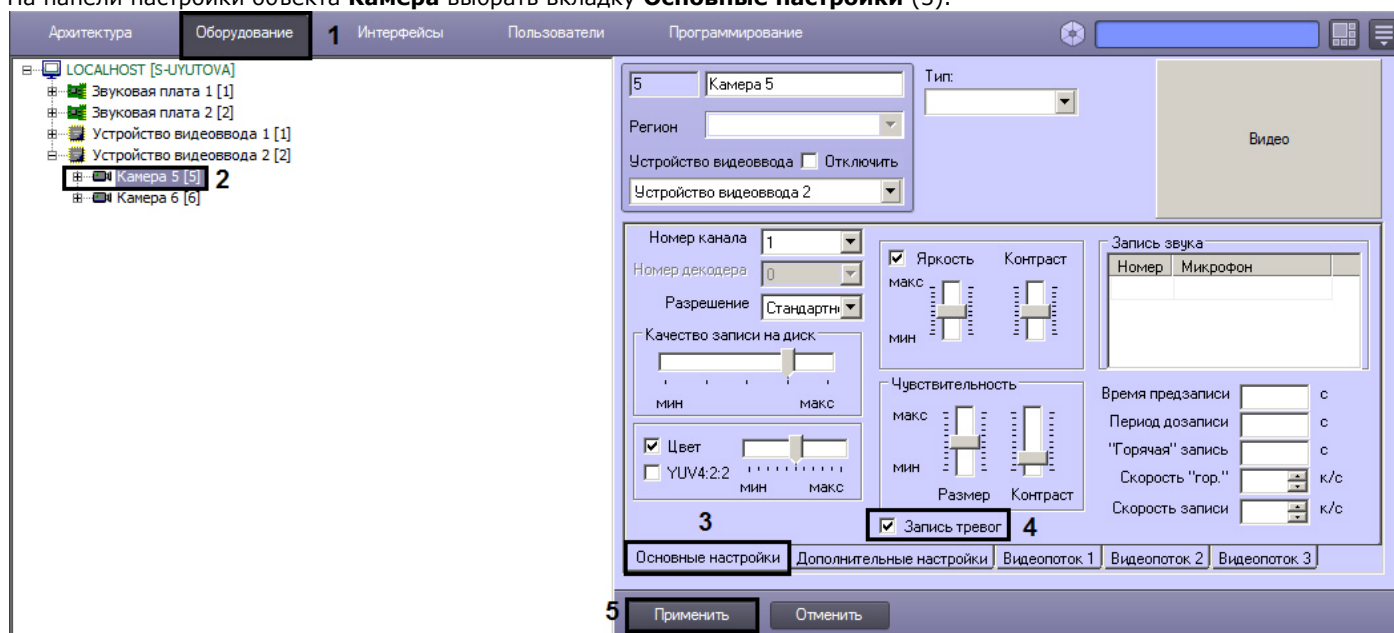 На панели настройки объекта Камера выбрать вкладку Основные настройки (3).
Архитектура Оборудование 1 Интерфейсы Пользователи Программирование
LOCALHOST [S-UYUTOVA]
Звуковая плата 1 [1]
Звуковая плата 2 [2]
Устройство видеоввода 1 [1]
Устройство видеоввода 2 [2]
Камера 5 [5] 2
Камера 6 [6]
5 Камера 5
Тип:
Регион
Устройство видеоввода Отключить
Устройство видеоввода 2
Видео
Номер канала 1
Номер декодера 0
Разрешение Стандартн
Качество записи на диск
мин макс
Цвет
YUV4:2:2
мин макс
Яркость Контраст
макс
мин
Чувствительность
макс
мин
Размер Контраст
Запись тревог 4
Запись звука
Номер Микрофон
Время предзаписи с
Период дозаписи с
"Горячая" запись с
Скорость "гор." к/с
Скорость записи к/с
3
Основные настройки Дополнительные настройки Видеопоток 1 Видеопоток 2 Видеопоток 3
5 Применить Отменить